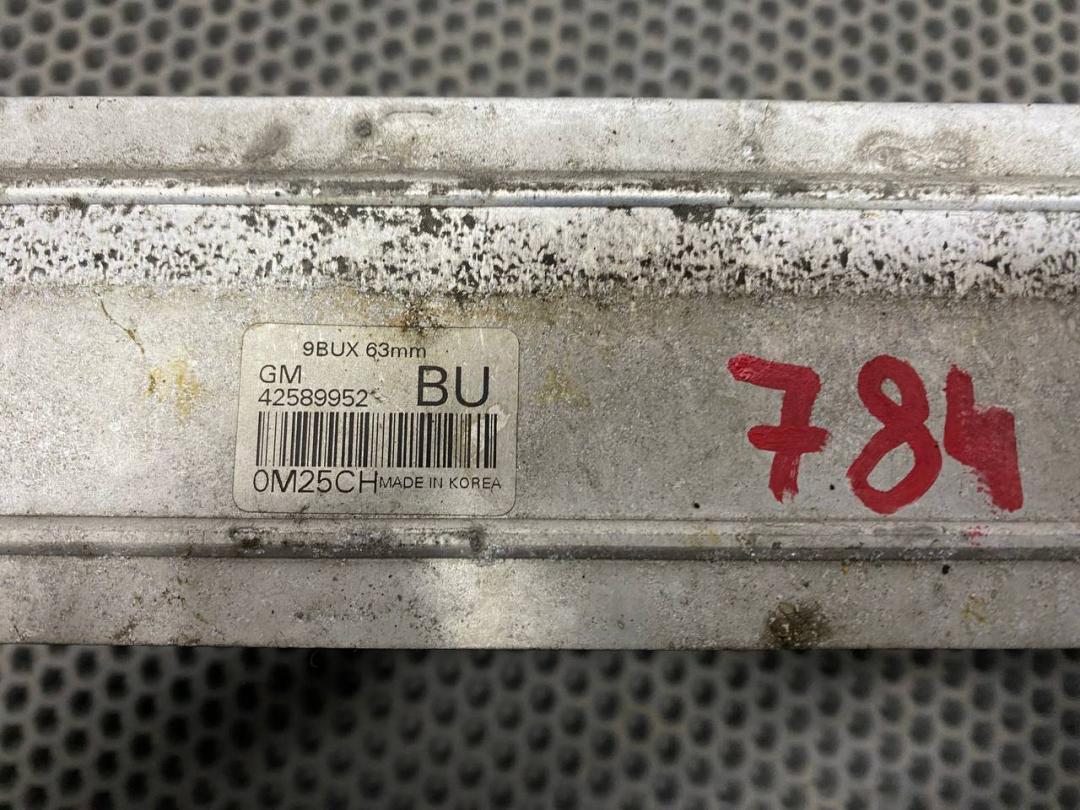 9BUX 63mm
GM
BU
42589952
0M25CH MADE IN KOREA
784